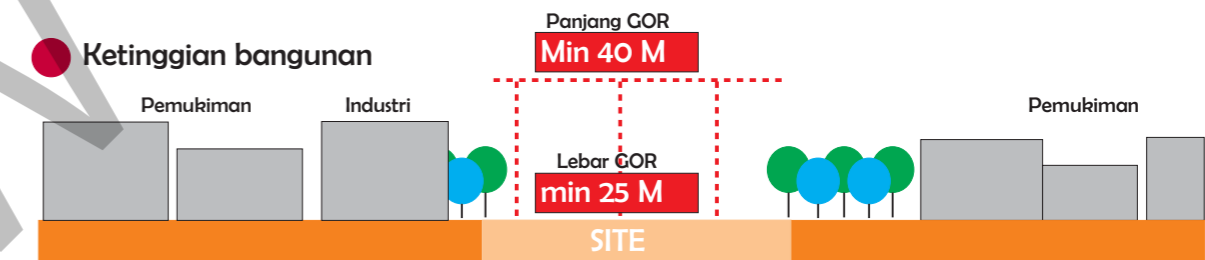 Panjang GOR
Min 40 M
Ketinggian bangunan
Pemukiman
Industri
Pemukiman
Lebar GOR
min 25 M
SITE